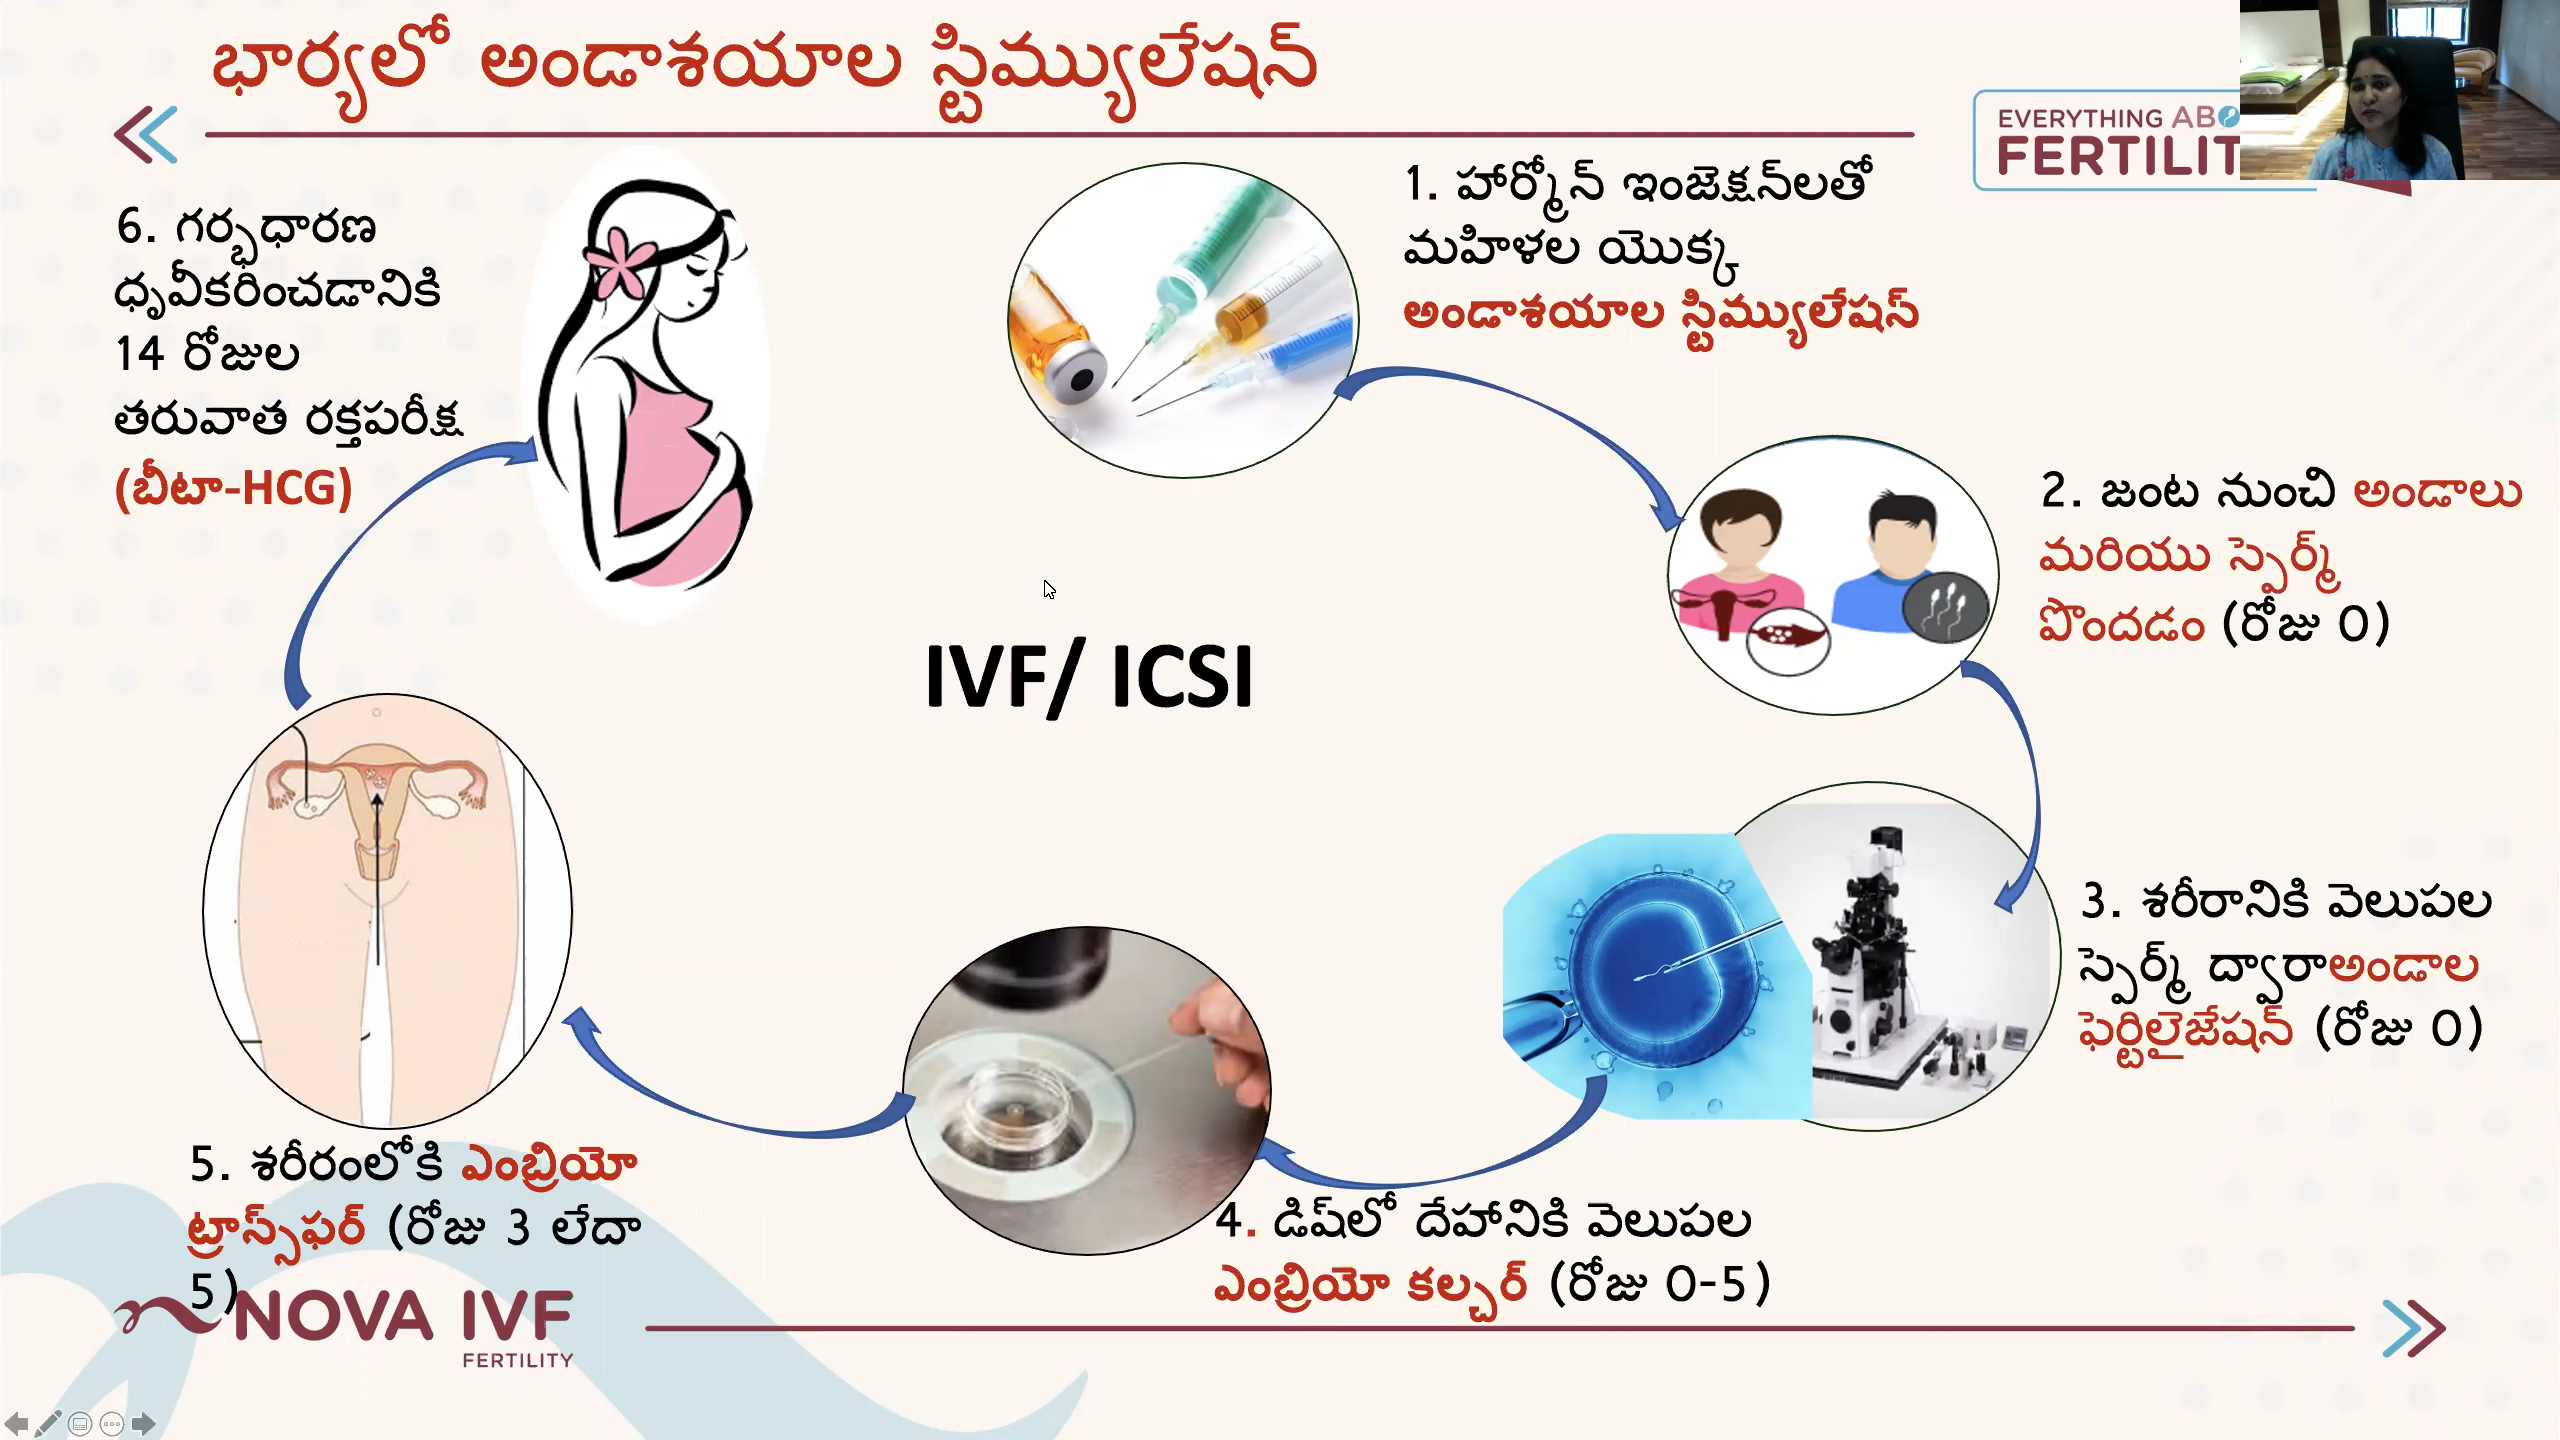 భార్యలో అండాశయాల స్టిమ్యులేషన్
EVERYTHING
FERTILIT
1. హార్మోన్ ఇంజెక్షన్‌లతో
మహిళల యొక్క
అండాశయాల స్టిమ్యులేషన్
2. జంట నుంచి అండాలు
మరియు స్పెర్మ్
పొందడం (రోజు 0)
3. శరీరానికి వెలుపల
స్పెర్మ్ ద్వారాఅండాల
ఫెర్టిలైజేషన్ (రోజు 0)
4. డిష్‌లో దేహానికి వెలుపల
ఎంబ్రియో కల్చర్ (రోజు 0-5)
5. శరీరంలోకి ఎంబ్రియో
ట్రాన్స్‌ఫర్ (రోజు 3 లేదా
5)
6. గర్భధారణ
ధృవీకరించడానికి
14 రోజుల
తరువాత రక్తపరీక్ష
(బీటా-HCG)
IVF/ ICSI
NOVA IVF
FERTILITY